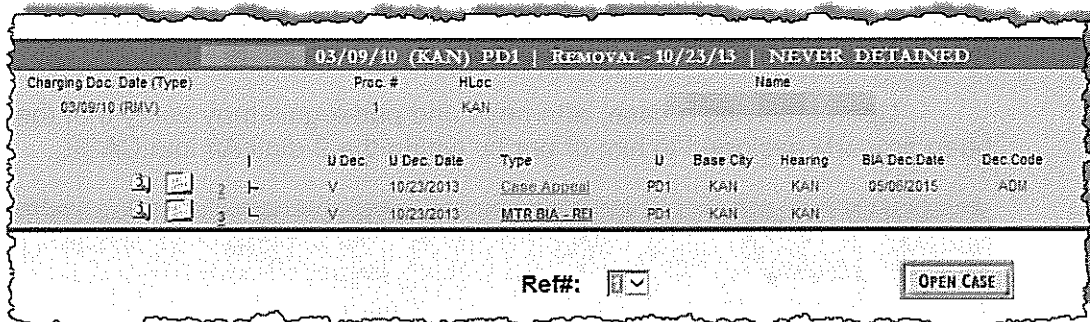 03/09/10 (KAN) PD1 | REMOVAL - 10/23/13 | NEVER DETAINED
Charging Doc. Date (Type) Proc. # HLoc Name
03/09/10 (RMV) 1 KAN
I IJ Dec. IJ Dec. Date Type IJ Base City Hearing BIA Dec.Date Dec.Code
2 V 10/23/2013 Case Appeal PD1 KAN KAN 05/06/2015 ADM
3 V 10/23/2013 MTR BIA - REI PD1 KAN KAN
Ref#: OPEN CASE